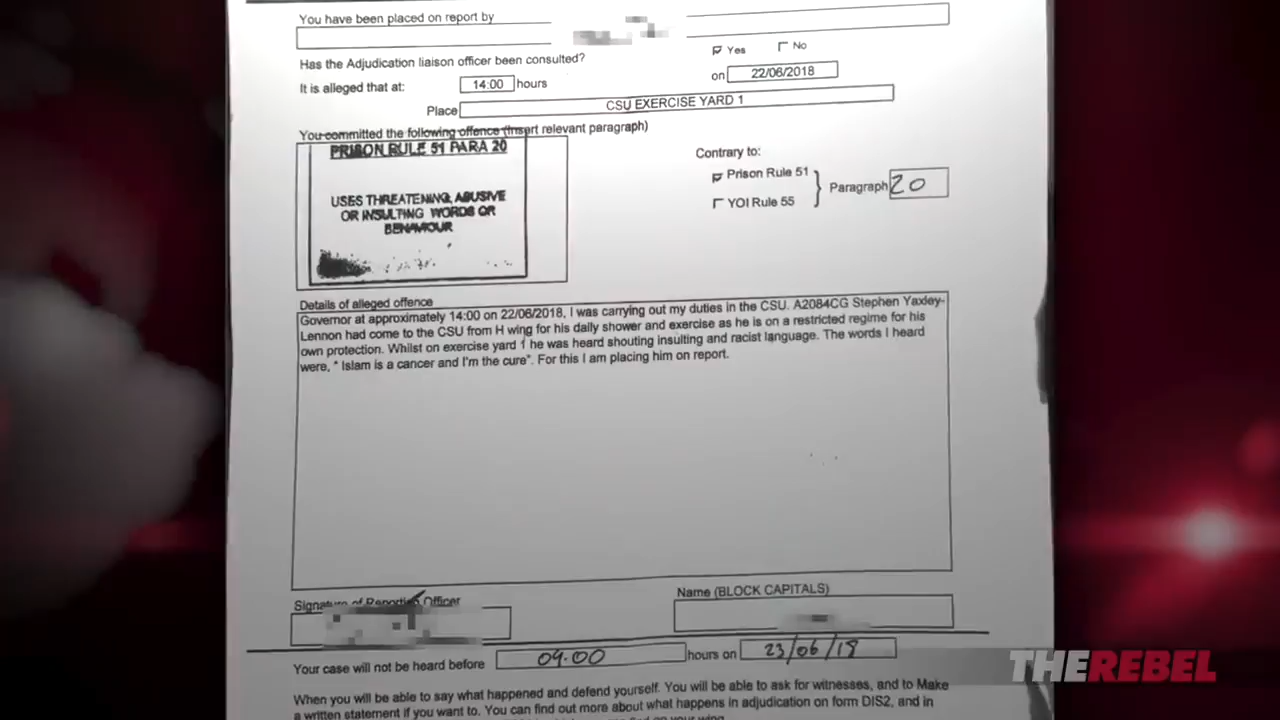 You have been placed on report by
Has the Adjudication liaison officer been consulted?
Yes
No
It is alleged that at:
14:00
hours
on
22/06/2018
Place
CSU EXERCISE YARD 1
You committed the following offence (Insert relevant paragraph)
PRISON RULE 51 PARA 20
USES THREATENING, ABUSIVE
OR INSULTING WORDS OR
BEHAVIOUR
Contrary to:
Prison Rule 51
YOI Rule 55
Paragraph
20
Details of alleged offence
Governor at approximately 14:00 on 22/06/2018, I was carrying out my duties in the CSU. A2084CG Stephen Yaxley-
Lennon had come to the CSU from H wing for his daily shower and exercise as he is on a restricted regime for his
own protection. Whilst on exercise yard 1 he was heard shouting insulting and racist language. The words I heard
were, " Islam is a cancer and I'm the cure". For this I am placing him on report.
Signature of Reporting Officer
Name (BLOCK CAPITALS)
Your case will not be heard before
09.00
hours on
23/06/18
THEREBEL
When you will be able to say what happened and defend yourself. You will be able to ask for witnesses, and to Make
a written statement if you want to. You can find out more about what happens in adjudication on form DIS2, and in